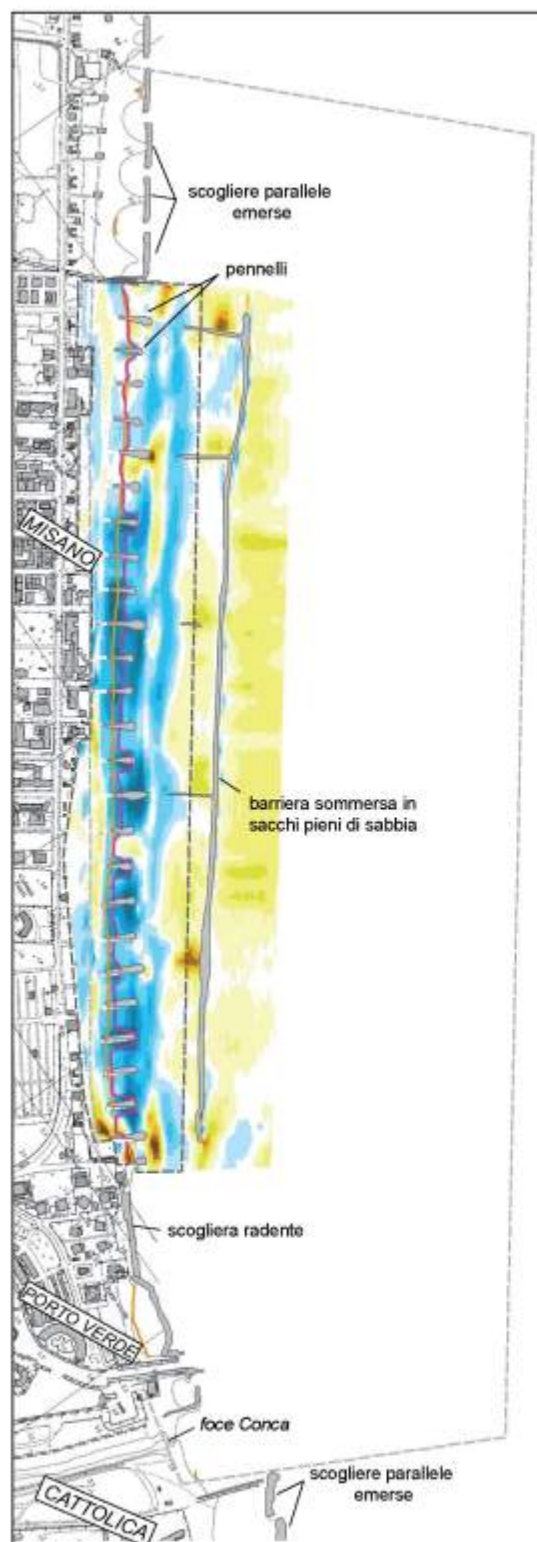 scogliere parallele
emerse
pennelli
MISANO
barriera sommersa in
sacchi pieni di sabbia
scogliera radente
PORTO VERDE
foce Conca
scogliere parallele
emerse
CATTOLICA